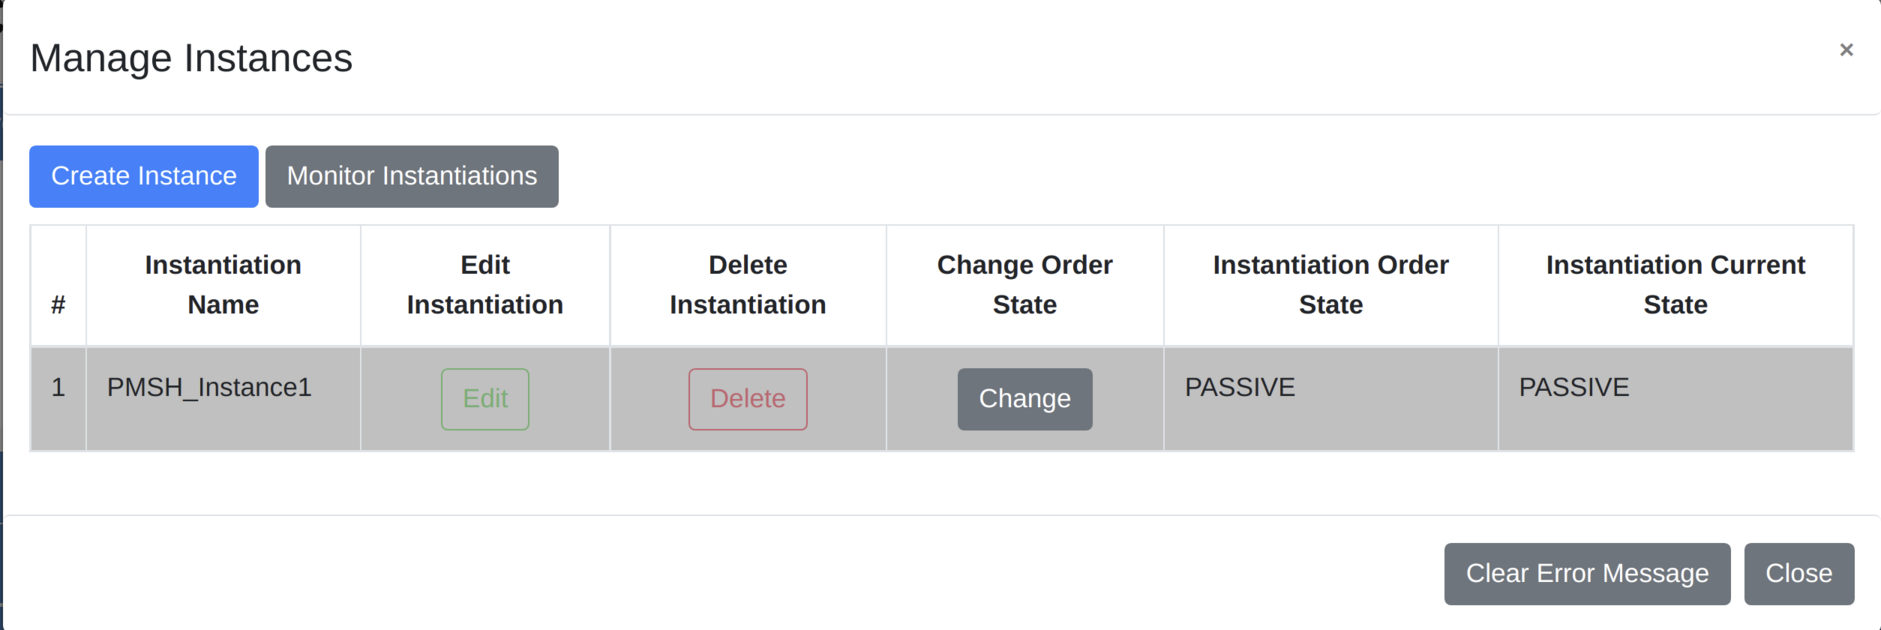 Manage Instances
×
Create Instance Monitor Instantiations
# Instantiation Name Edit Instantiation Delete Instantiation Change Order State Instantiation Order State Instantiation Current State
1 PMSH_Instance1 Edit Delete Change PASSIVE PASSIVE
Clear Error Message Close